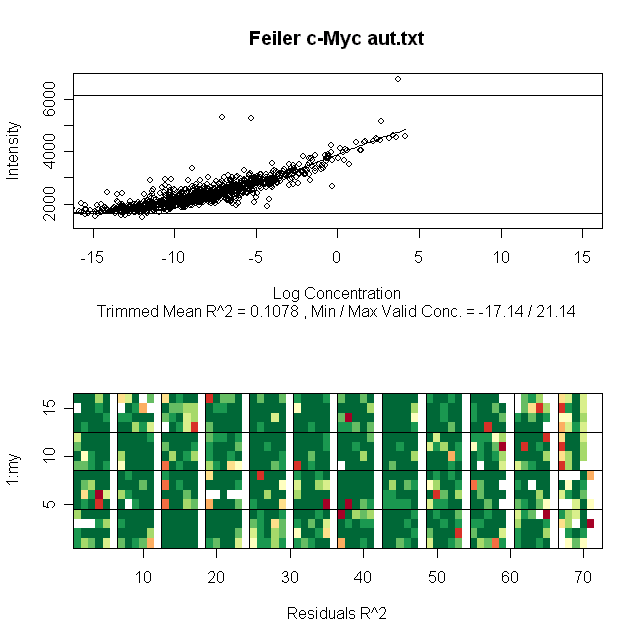 Feiler c-Myc aut.txt
Intensity
6000
4000
2000
-15 -10 -5 0 5 10 15
Log Concentration
Trimmed Mean R^2 = 0.1078 , Min / Max Valid Conc. = -17.14 / 21.14
1:my
15
10
5
10 20 30 40 50 60 70
Residuals R^2